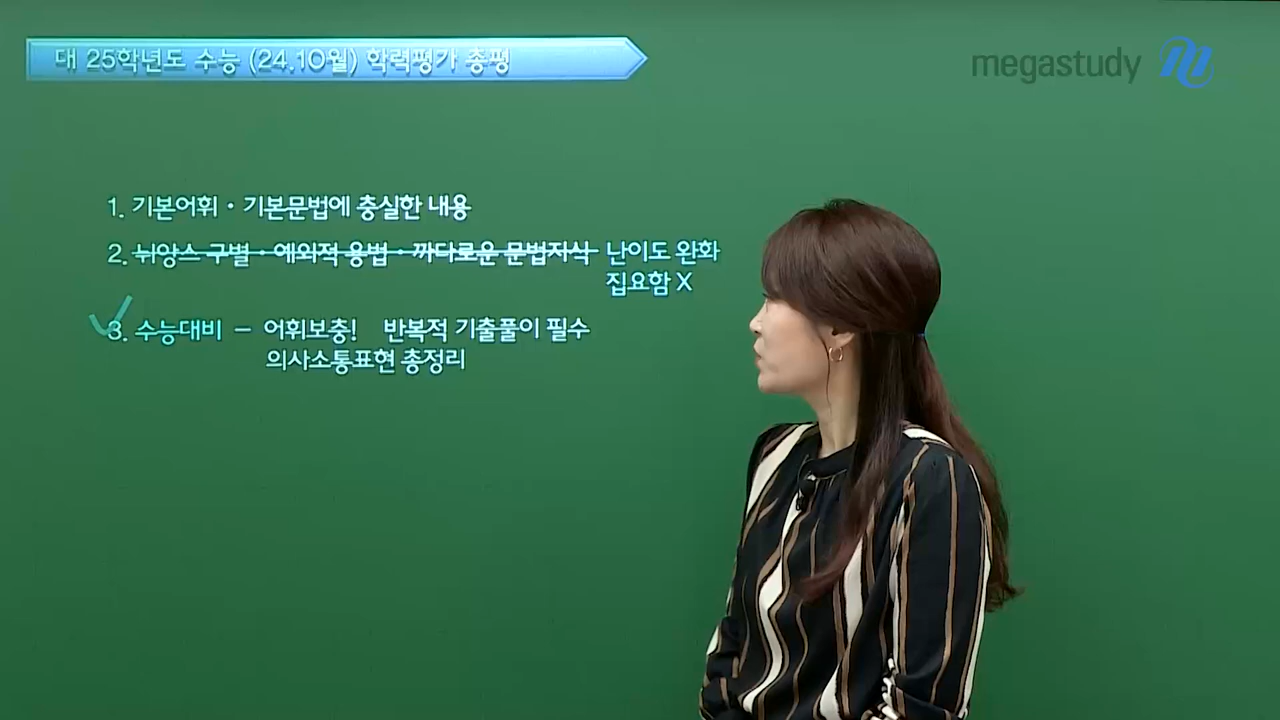 대 25학년도 수능 (24.10월) 학력평가 총평
megastudy
1. 기본어휘·기본문법에 충실한 내용
2. 뉘앙스 구별·예외적 용법·까다로운 문법지식 난이도 완화
집요함 X
3. 수능대비 – 어휘보충! 반복적 기출풀이 필수
의사소통표현 총정리